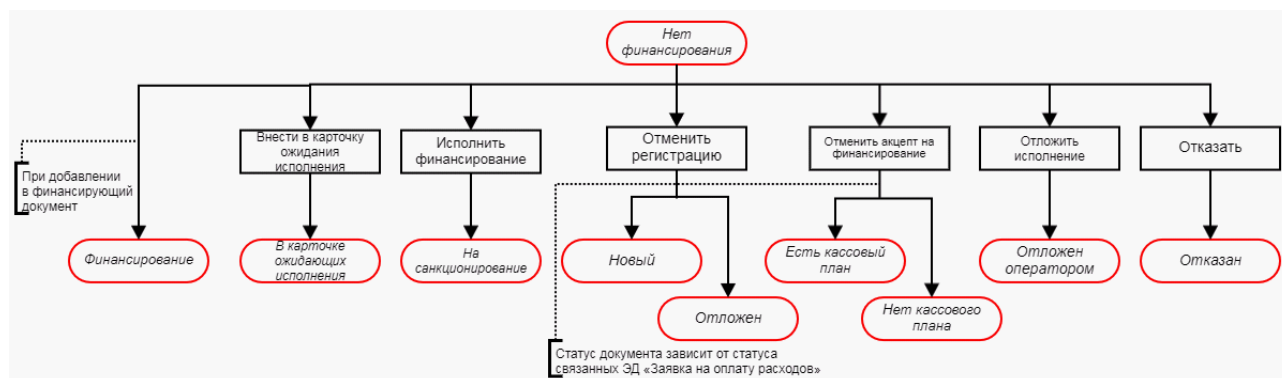 Нет
финансирования
Внести в карточку
ожидания
исполнения
Исполнить
финансирование
Отменить
регистрацию
Отменить акцепт на
финансирование
Отложить
исполнение
Отказать
При добавлении
в финансирующий
документ
Финансирование
В карточке
ожидающих
исполнения
На
санкционирование
Новый
Есть кассовый
план
Отложен
оператором
Отказан
Отложен
Нет кассового
плана
Статус документа зависит от статуса
связанных ЭД «Заявка на оплату расходов»